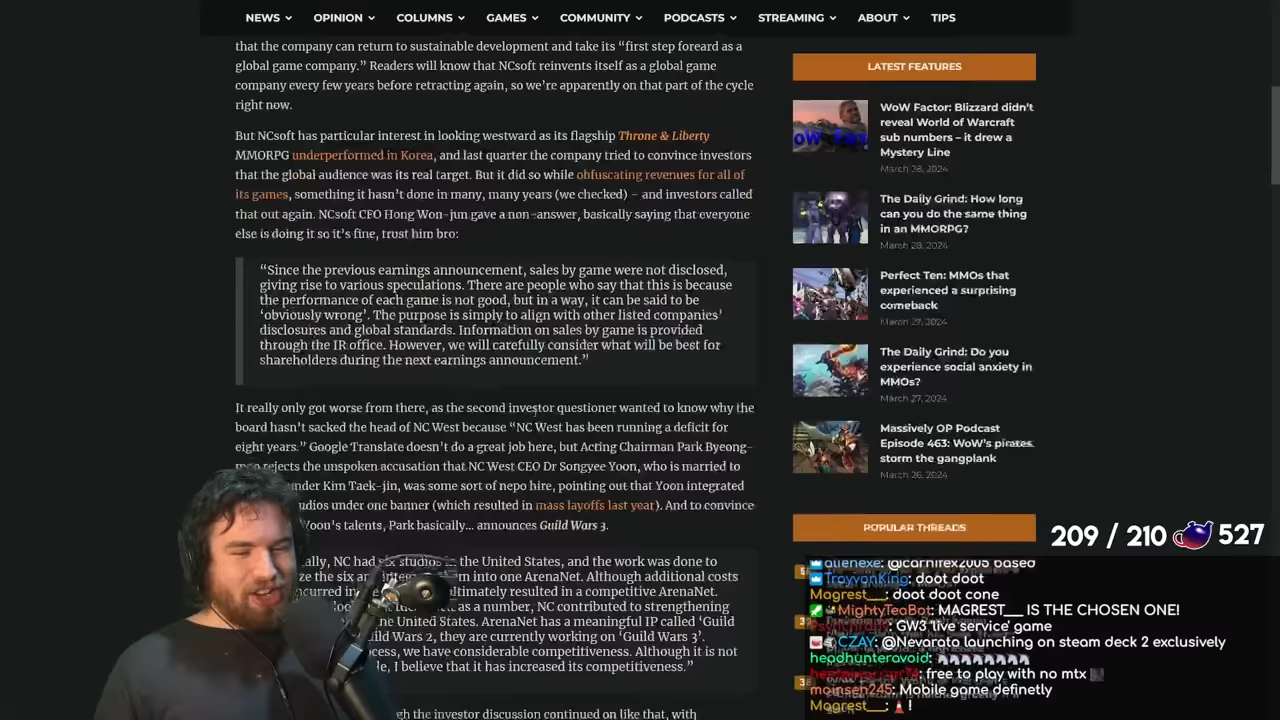 NEWS OPINION COLUMNS GAMES COMMUNITY PODCASTS STREAMING ABOUT TIPS
that the company can return to sustainable development and take its “first step foreard as a
global game company.” Readers will know that NCsoft reinvents itself as a global game
company every few years before retracting again, so we’re apparently on that part of the cycle
right now.
But NCsoft has particular interest in looking westward as its flagship Throne & Liberty
MMORPG underperformed in Korea, and last quarter the company tried to convince investors
that the global audience was its real target. But it did so while obfuscating revenues for all of
its games, something it hasn’t done in many, many years (we checked) – and investors called
that out again. NCsoft CFO Hong Won-jun gave a non-answer, basically saying that everyone
else is doing it so it’s fine, trust him bro:
“Since the previous earnings announcement, sales by game were not disclosed,
giving rise to various speculations. There are people who say that this is because
the performance of each game is not good, but in a way, it can be said to be
‘obviously wrong’. The purpose is simply to align with other listed companies’
disclosures and global standards. Information on sales by game is provided
through the IR office. However, we will carefully consider what will be best for
shareholders during the next earnings announcement.”
It really only got worse from there, as the second investor questioner wanted to know why the
board hasn’t sacked the head of NC West because “NC West has been running a deficit for
eight years.” Google Translate doesn’t do a great job here, but Acting Chairman Park Byeong-
rejects the unspoken accusation that NC West CEO Dr Songyee Yoon, who is married to
Kim Taek-jin, was some sort of nepo hire, pointing out that Yoon integrated
under one banner (which resulted in mass layoffs last year). And to convince
Yoon’s talents, Park basically... announces Guild Wars 3.
NC had six studios in the United States, and the work was done to
the six and them into one ArenaNet. Although additional costs
ultimately resulted in a competitive ArenaNet.
as a number, NC contributed to strengthening
the United States. ArenaNet has a meaningful IP called ‘Guild
Wars 2, they are currently working on ‘Guild Wars 3’.
we have considerable competitiveness. Although it is not
I believe that it has increased its competitiveness.”
the investor discussion continued on like that, with
LATEST FEATURES
WoW Factor: Blizzard didn’t
reveal World of Warcraft
sub numbers – it drew a
Mystery Line
March 28, 2024
The Daily Grind: How long
can you do the same thing
in an MMORPG?
March 28, 2024
Perfect Ten: MMOs that
experienced a surprising
comeback
March 27, 2024
The Daily Grind: Do you
experience social anxiety in
MMOs?
March 27, 2024
Massively OP Podcast
Episode 463: WoW’s pirates
storm the gangplank
March 26, 2024
POPULAR THREADS
209 / 210 527
alienexe: @carnifex2005 based
TroyvonKing: doot doot
Magrest__: doot doot cone
MightyTeaBot: MAGREST__ IS THE CHOSEN ONE!
GW3 live service game
CZAY: @Nevarata launching on steam deck 2 exclusively
headhunteravoid:
free to play with no mtx
moinsen245: Mobile game definetly
Magrest__: !